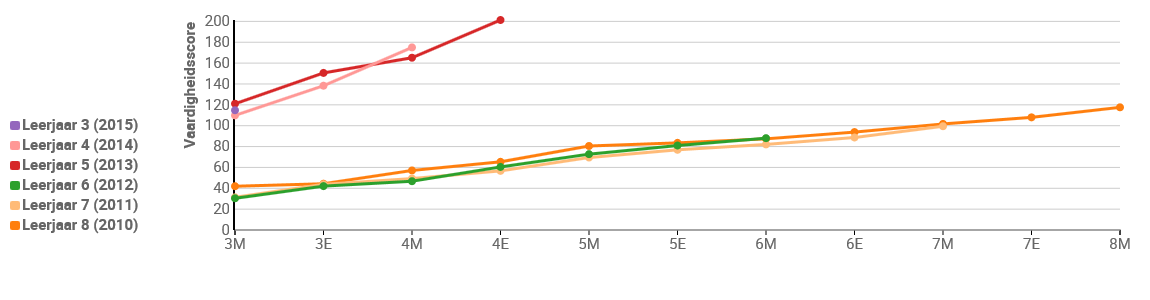 Vaardigheidsscore
200
180
160
140
120
100
80
60
40
20
0
3M 3E 4M 4E 5M 5E 6M 6E 7M 7E 8M
Leerjaar 3 (2015)
Leerjaar 4 (2014)
Leerjaar 5 (2013)
Leerjaar 6 (2012)
Leerjaar 7 (2011)
Leerjaar 8 (2010)